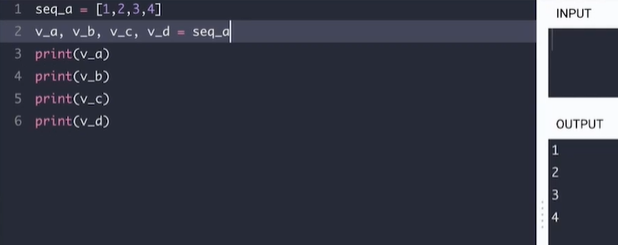 1 seq_a = [1,2,3,4]
2 v_a, v_b, v_c, v_d = seq_a
3 print(v_a)
4 print(v_b)
5 print(v_c)
6 print(v_d)
INPUT
OUTPUT
1
2
3
4